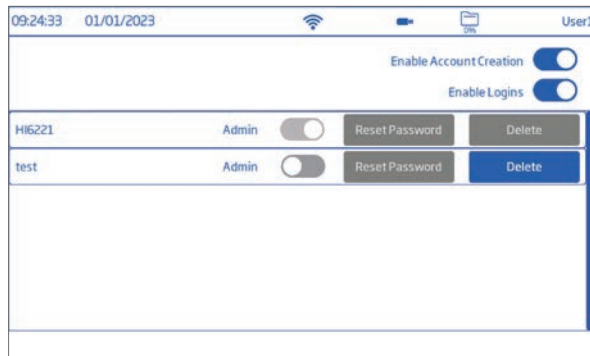 09:24:33 01/01/2023 0% User1
Enable Account Creation
Enable Logins
HI6221 Admin Reset Password Delete
test Admin Reset Password Delete